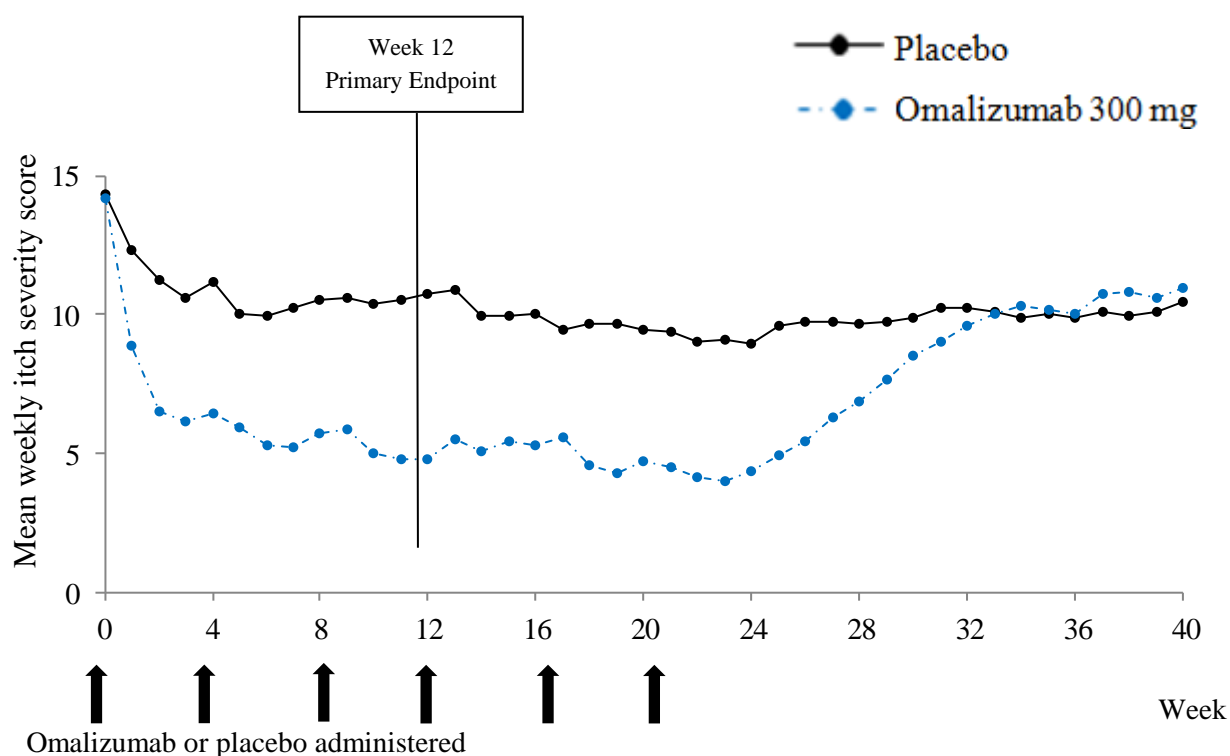 Week 12
Primary Endpoint
Placebo
Omalizumab 300 mg
Mean weekly itch severity score
15
10
5
0
0 4 8 12 16 20 24 28 32 36 40
Week
Omalizumab or placebo administered